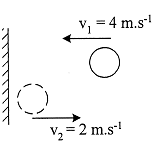 v₁ = 4 m.s⁻¹
v₂ = 2 m.s⁻¹